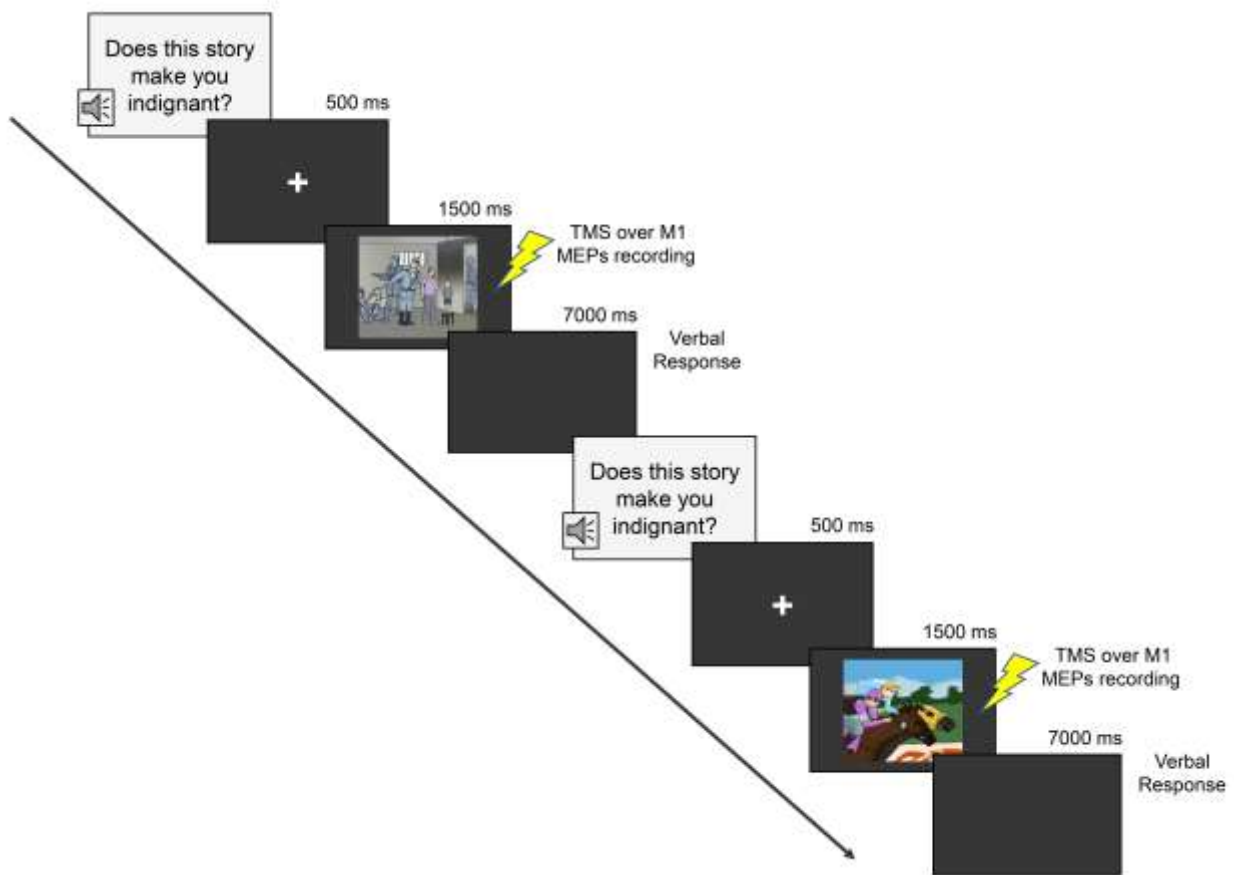 Does this story
make you
indignant?
500 ms
1500 ms
TMS over M1
MEPs recording
7000 ms
Verbal
Response
Does this story
make you
indignant?
500 ms
1500 ms
TMS over M1
MEPs recording
7000 ms
Verbal
Response